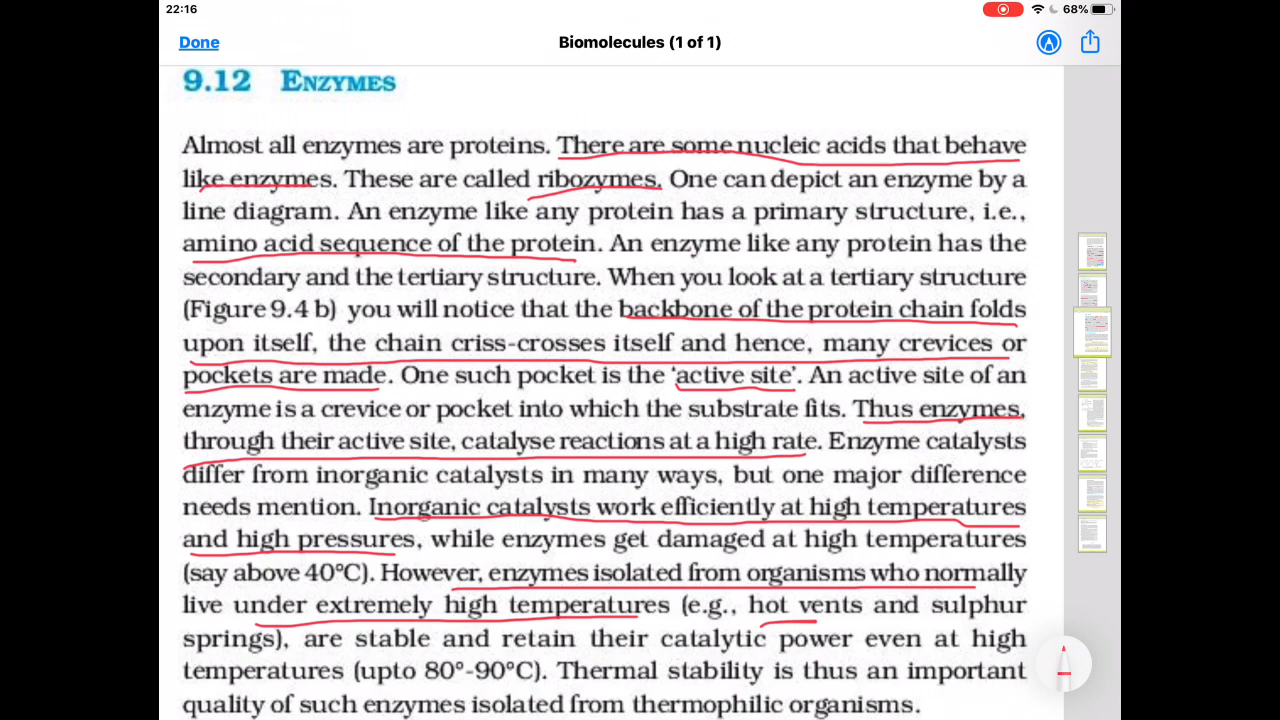 22:16
68%
Done
Biomolecules (1 of 1)
9.12 ENZYMES
Almost all enzymes are proteins. There are some nucleic acids that behave
like enzymes. These are called ribozymes. One can depict an enzyme by a
line diagram. An enzyme like any protein has a primary structure, i.e.,
amino acid sequence of the protein. An enzyme like any protein has the
secondary and the tertiary structure. When you look at a tertiary structure
(Figure 9.4 b) you will notice that the backbone of the protein chain folds
upon itself, the chain criss-crosses itself and hence, many crevices or
pockets are made. One such pocket is the ‘active site’. An active site of an
enzyme is a crevice or pocket into which the substrate fits. Thus enzymes,
through their active site, catalyse reactions at a high rate. Enzyme catalysts
differ from inorganic catalysts in many ways, but one major difference
needs mention. Inorganic catalysts work efficiently at high temperatures
and high pressures, while enzymes get damaged at high temperatures
(say above 40°C). However, enzymes isolated from organisms who normally
live under extremely high temperatures (e.g., hot vents and sulphur
springs), are stable and retain their catalytic power even at high
temperatures (upto 80°-90°C). Thermal stability is thus an important
quality of such enzymes isolated from thermophilic organisms.